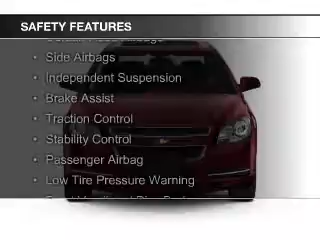 SAFETY FEATURES
• Side Airbags
• Independent Suspension
• Brake Assist
• Traction Control
• Stability Control
• Passenger Airbag
• Low Tire Pressure Warning